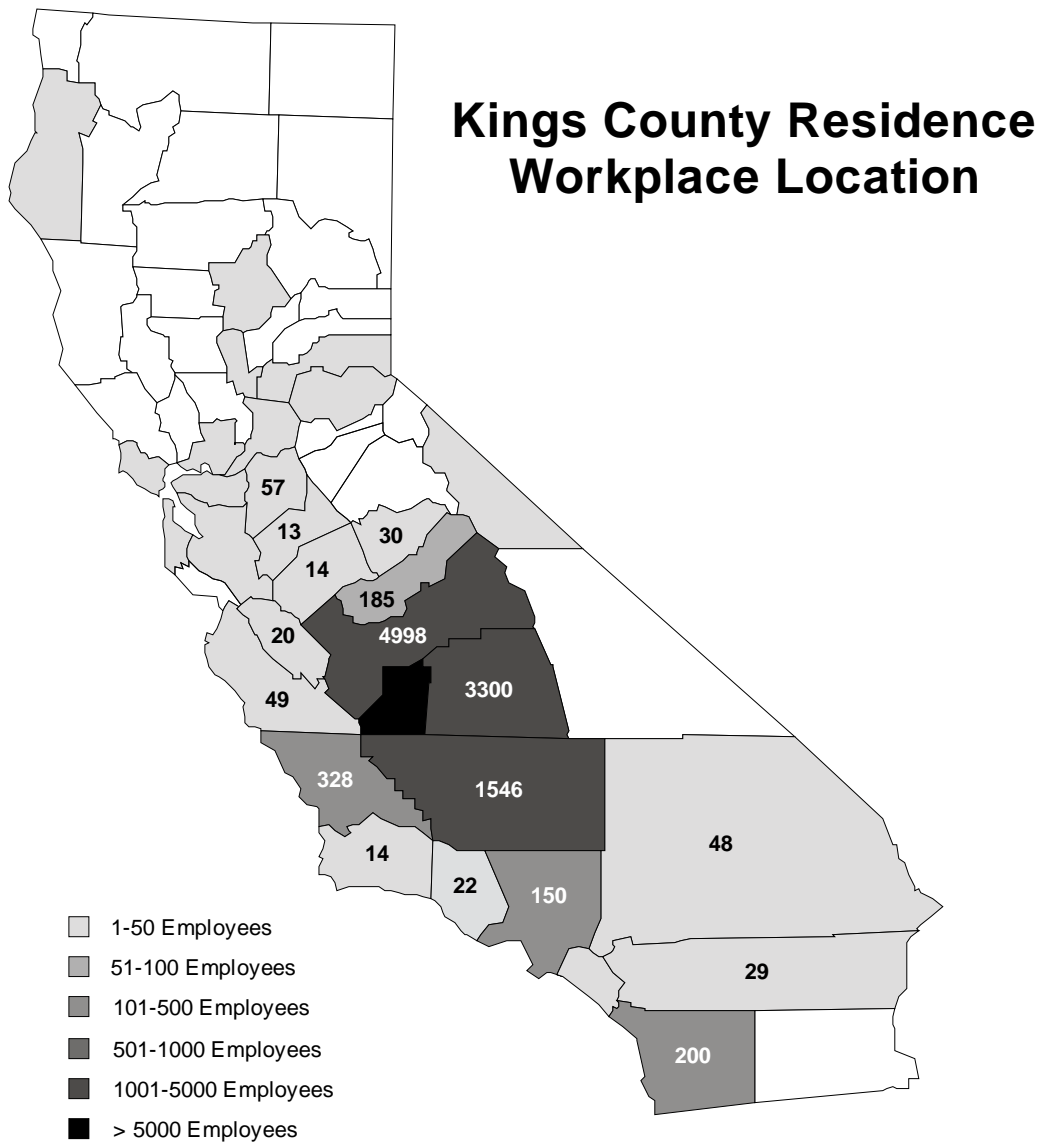 Kings County Residence
Workplace Location
57
13
30
14
185
20
4998
3300
49
328
1546
48
14
22
150
29
200
1-50 Employees
51-100 Employees
101-500 Employees
501-1000 Employees
1001-5000 Employees
> 5000 Employees